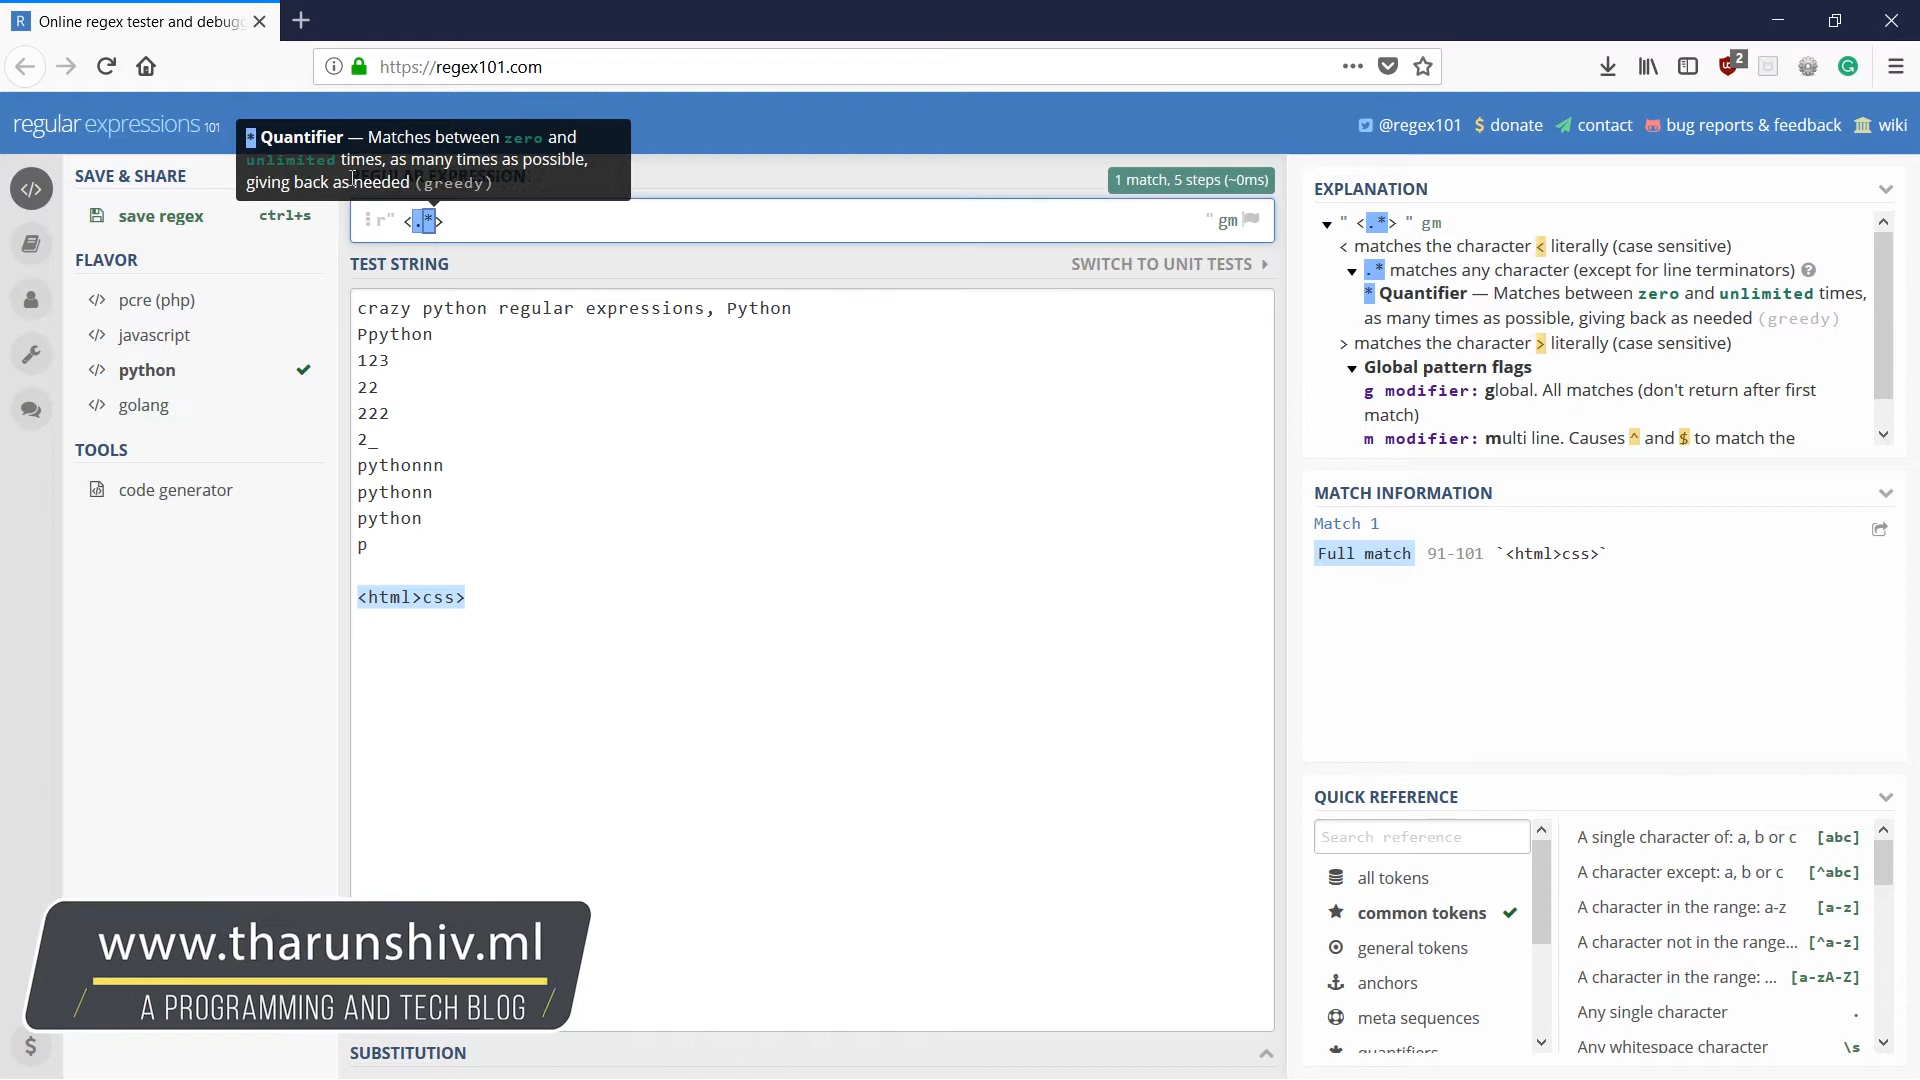 Online regex tester and debugg
2
https://regex101.com
regular expressions 101
@regex101
donate
contact
bug reports & feedback
wiki
* Quantifier — Matches between zero and
unlimited times, as many times as possible,
giving back as needed (greedy)
SAVE & SHARE
save regex
ctrl+s
FLAVOR
pcre (php)
javascript
python
golang
TOOLS
code generator
REGULAR EXPRESSION
1 match, 5 steps (~0ms)
r" <.*>
" gm
TEST STRING
SWITCH TO UNIT TESTS
crazy python regular expressions, Python
Ppython
123
22
222
2_
pythonnn
pythonn
python
p
<html>css>
SUBSTITUTION
EXPLANATION
" <.*> " gm
< matches the character < literally (case sensitive)
.* matches any character (except for line terminators)
* Quantifier — Matches between zero and unlimited times,
as many times as possible, giving back as needed (greedy)
> matches the character > literally (case sensitive)
Global pattern flags
g modifier: global. All matches (don't return after first
match)
m modifier: multi line. Causes ^ and $ to match the
MATCH INFORMATION
Match 1
Full match 91-101 `<html>css>`
QUICK REFERENCE
Search reference
all tokens
common tokens
general tokens
anchors
meta sequences
quantifiers
A single character of: a, b or c [abc]
A character except: a, b or c [^abc]
A character in the range: a-z [a-z]
A character not in the range... [^a-z]
A character in the range: ... [a-zA-Z]
Any single character .
Any whitespace character \s
www.tharunshiv.ml
A PROGRAMMING AND TECH BLOG
$